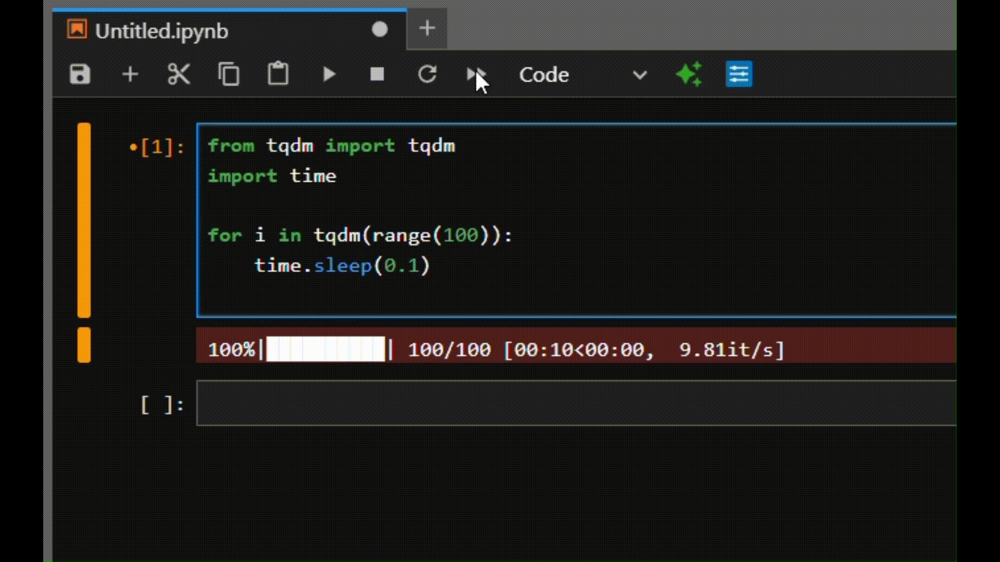 Untitled.ipynb
Code
•[1]:
from tqdm import tqdm
import time
for i in tqdm(range(100)):
    time.sleep(0.1)
100%|██████████| 100/100 [00:10<00:00,  9.81it/s]
[ ]: